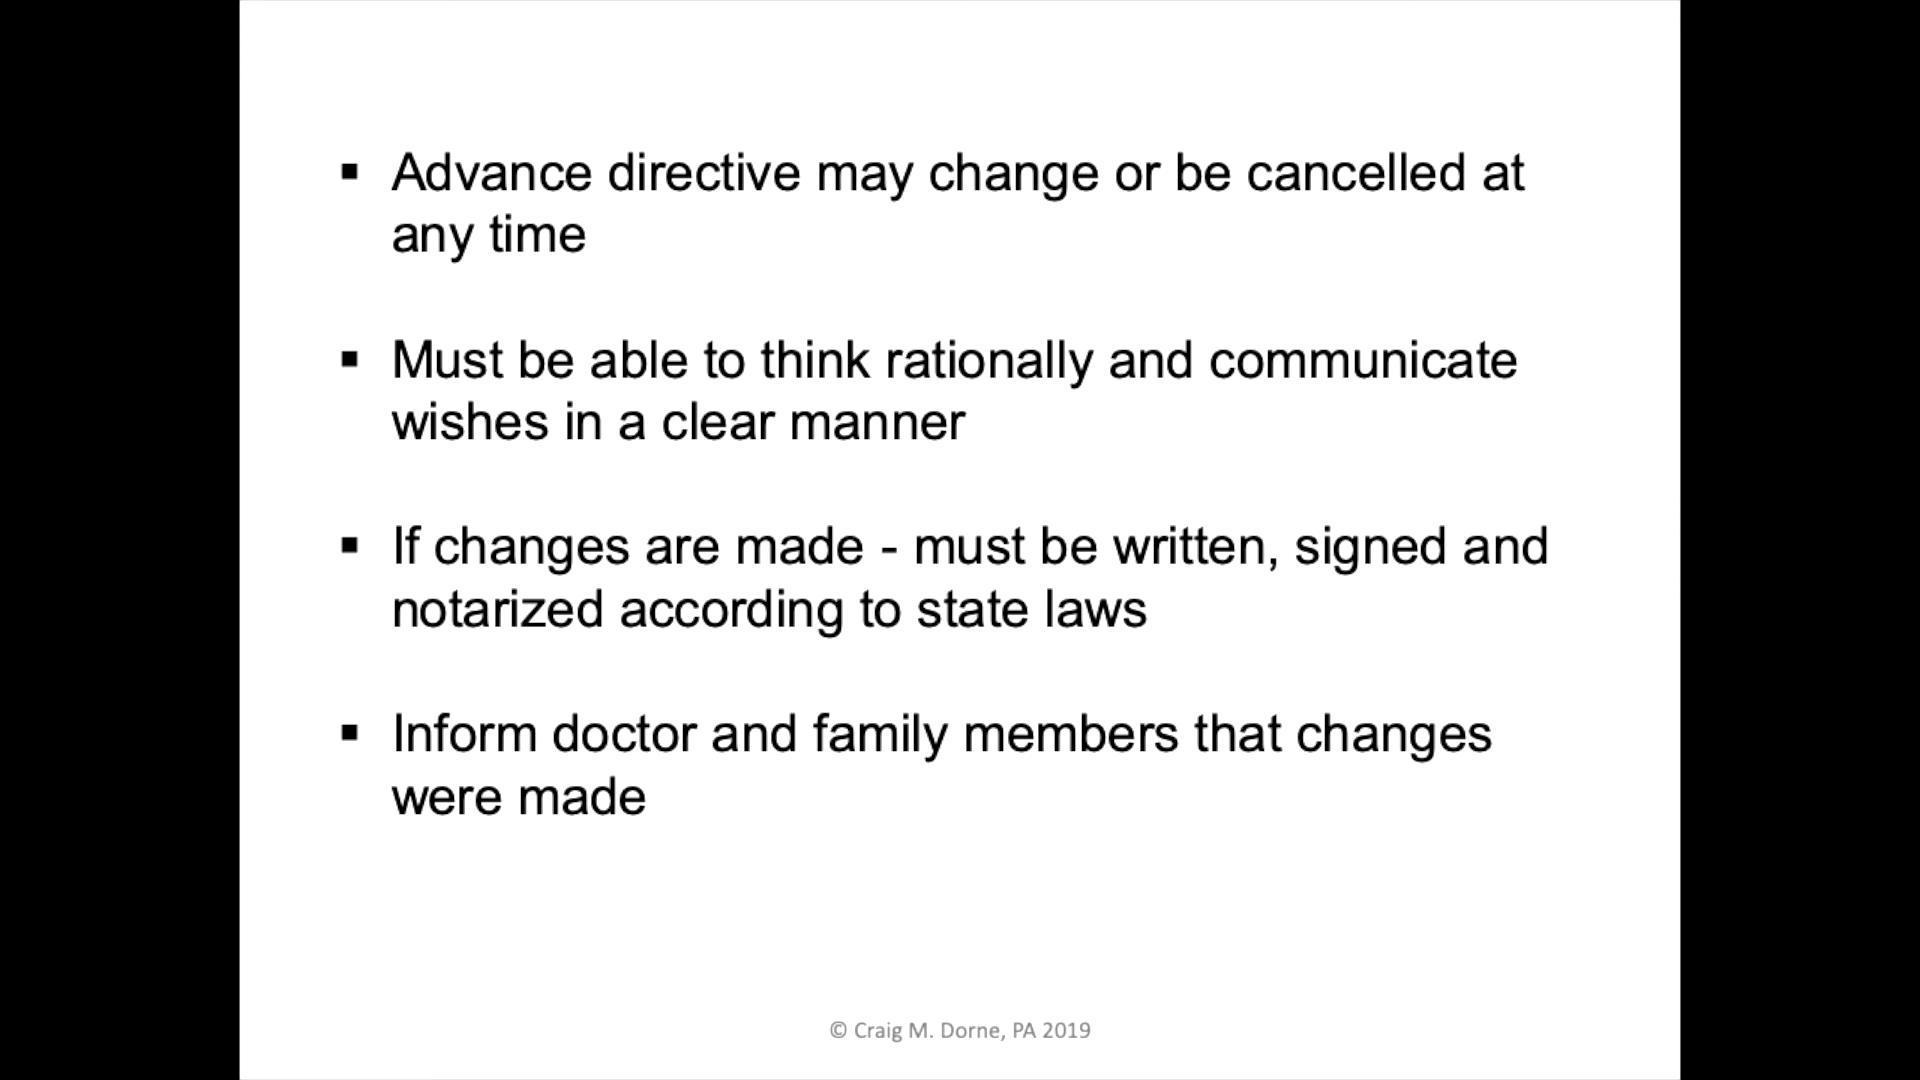 ▪ Advance directive may change or be cancelled at
any time
▪ Must be able to think rationally and communicate
wishes in a clear manner
▪ If changes are made - must be written, signed and
notarized according to state laws
▪ Inform doctor and family members that changes
were made
© Craig M. Dorne, PA 2019